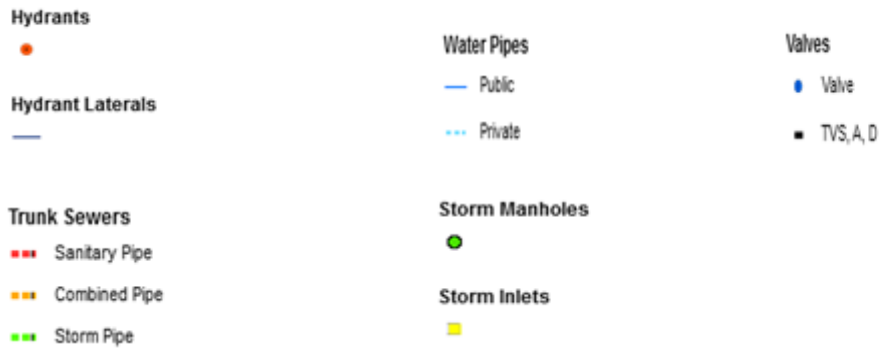 Hydrants
Hydrant Laterals
Water Pipes
Public
Private
Valves
Valve
TVS, A, D
Trunk Sewers
Sanitary Pipe
Combined Pipe
Storm Pipe
Storm Manholes
Storm Inlets